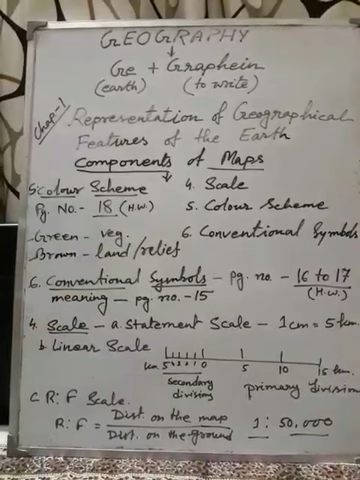 GEOGRAPHY
Ge + Graphein
(earth) (to write)
Chap-1
Representation of Geographical
Features of the Earth
Components of Maps
5. Colour Scheme
Pg. No.- 18 (H.W)
Green - veg.
Brown - land/relief
4. Scale
5. Colour Scheme
6. Conventional Symbols
6. Conventional Symbols - pg. no. - 16 to 17
meaning - pg. no. - 15 (H.W.)
4. Scale - a. Statement Scale - 1cm = 5 km.
b. Linear Scale
km 5 0 5 10 15 km.
secondary division
primary division
C. R.F Scale.
R.F = Dist. on the map / Dist. on the ground 1 : 50,000